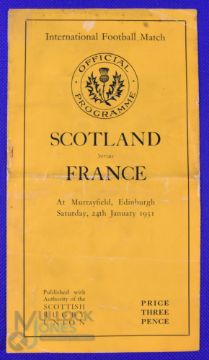 International Football Match
OFFICIAL PROGRAMME
SCOTLAND
versus
FRANCE
At Murrayfield, Edinburgh
Saturday, 24th January 1931
Published with
Authority of the
SCOTTISH
RUGBY
UNION
PRICE
THREE
PENCE